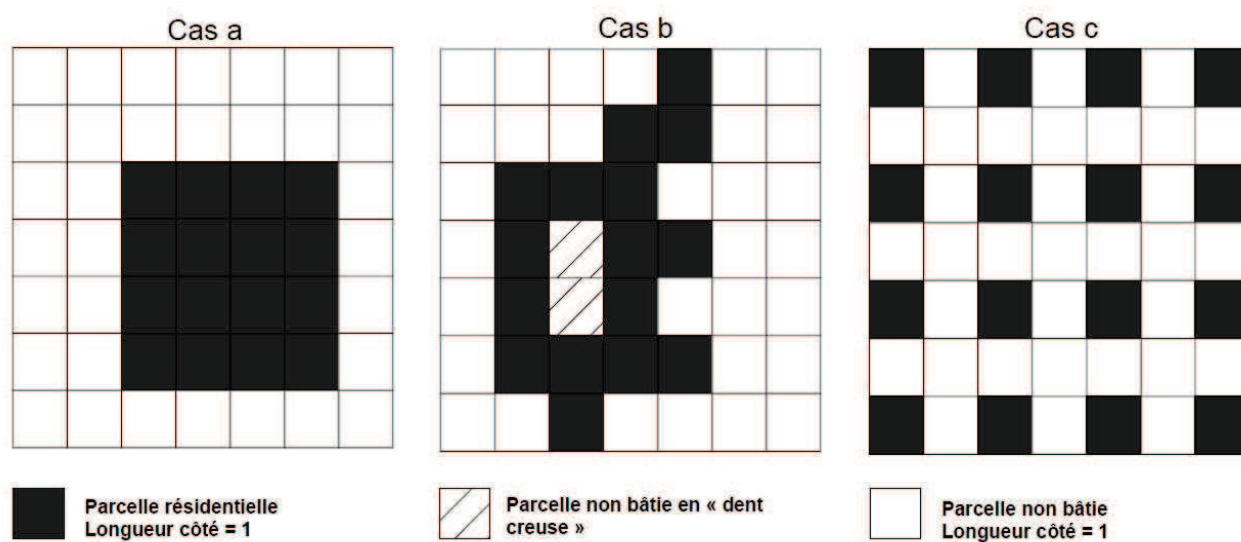 Cas a
Cas b
Cas c
Parcelle résidentielle
Longueur côté = 1
Parcelle non bâtie en « dent
creuse »
Parcelle non bâtie
Longueur côté = 1